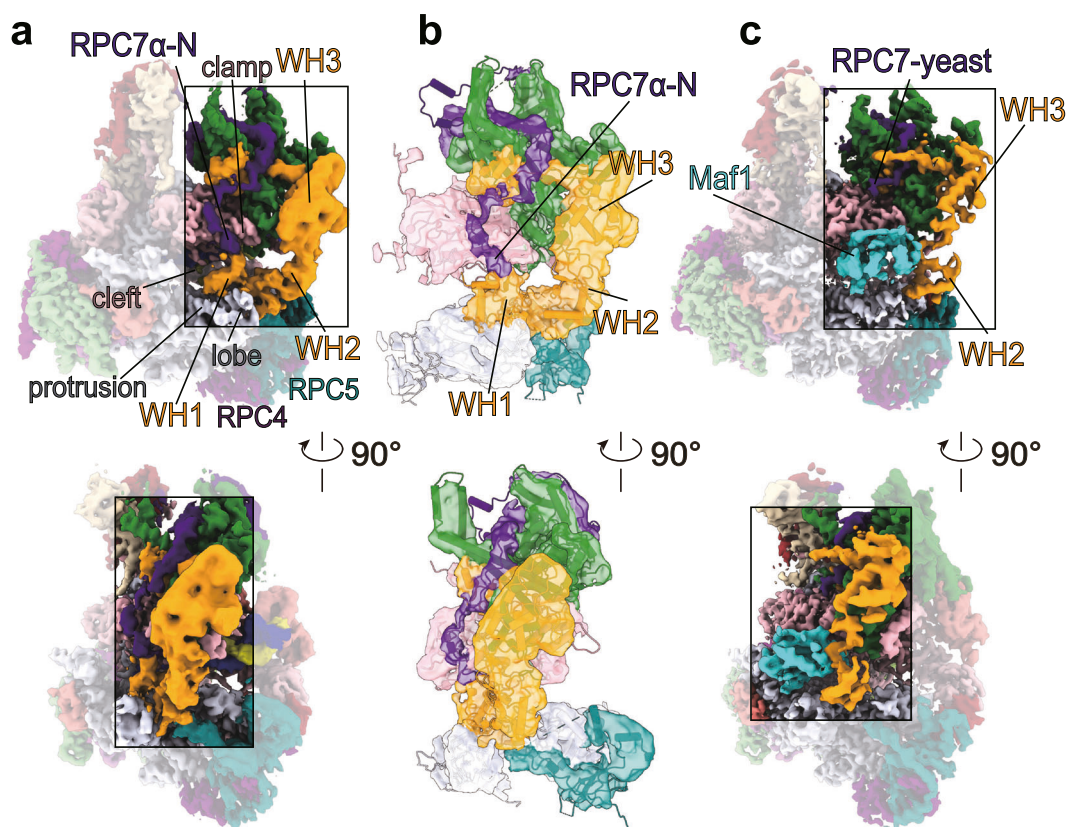 a
RPC7α-N
clamp
WH3
cleft
protrusion
lobe
WH2
WH1
RPC4
RPC5
90°
b
RPC7α-N
WH3
WH2
WH1
90°
c
RPC7-yeast
WH3
Maf1
WH2
90°